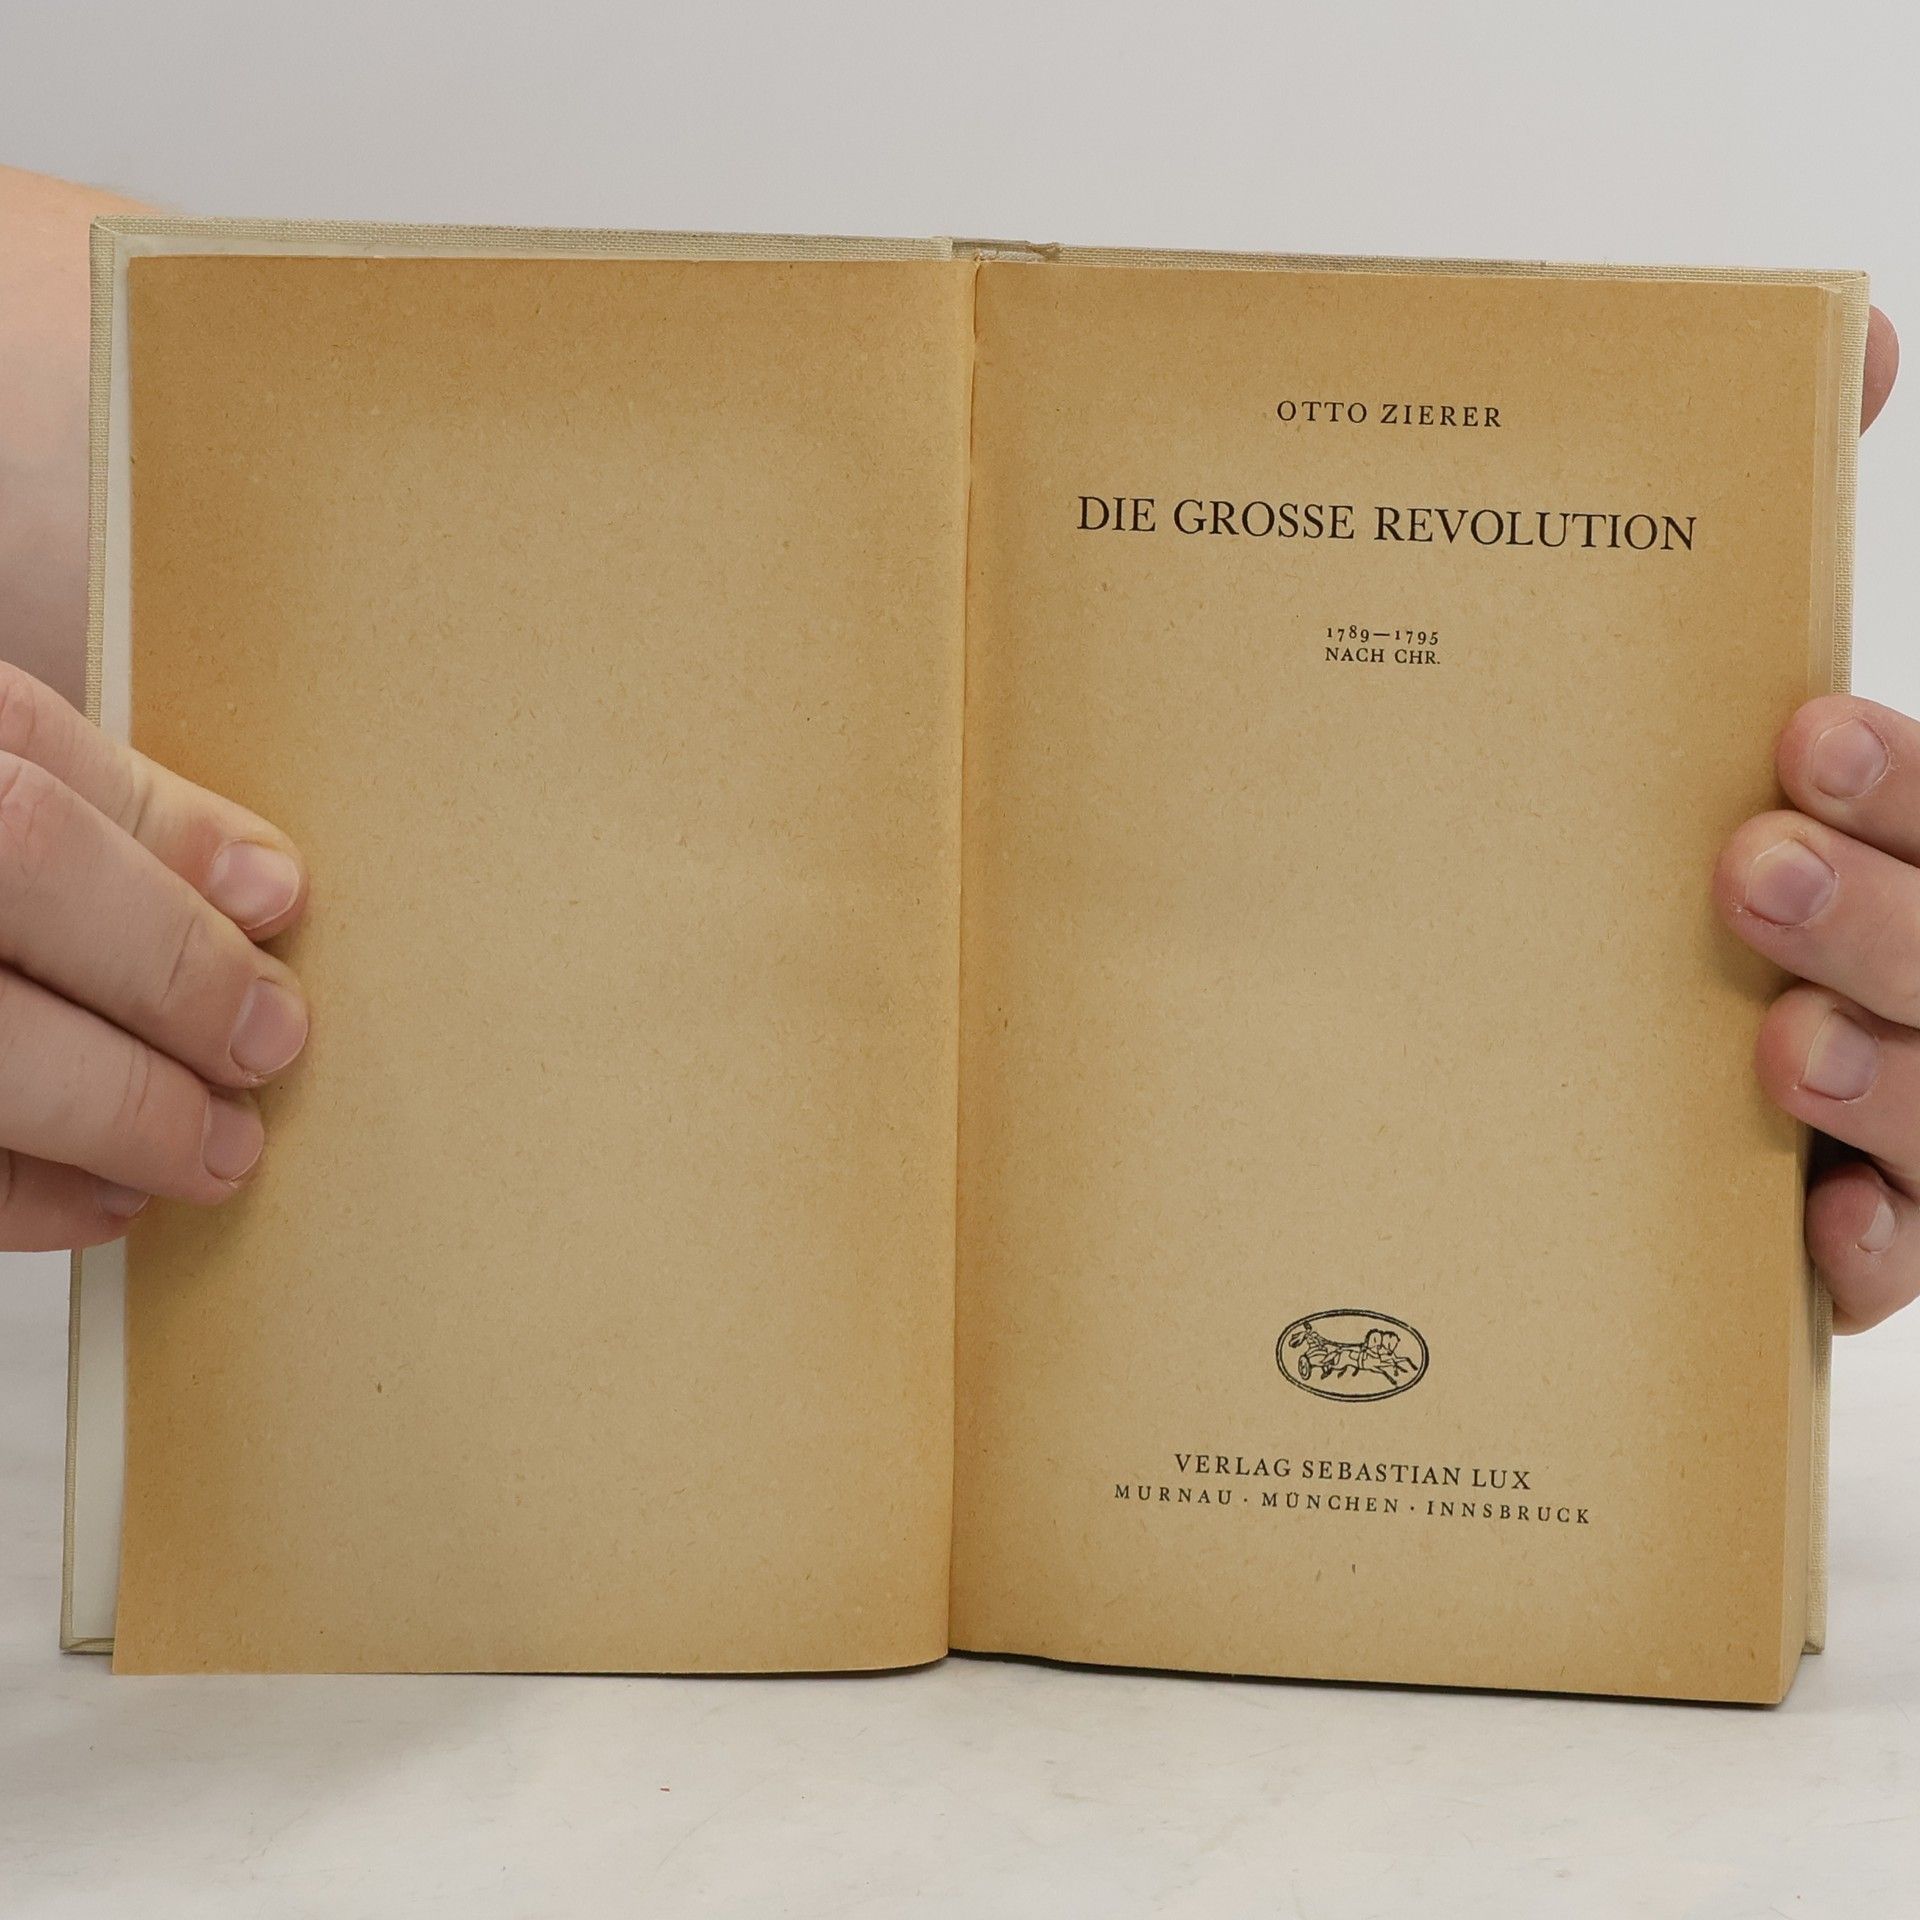 OTTO ZIERER
DIE GROSSE REVOLUTION
1789—1795
NACH CHR.
VERLAG SEBASTIAN LUX
MURNAU · MÜNCHEN · INNSBRUCK